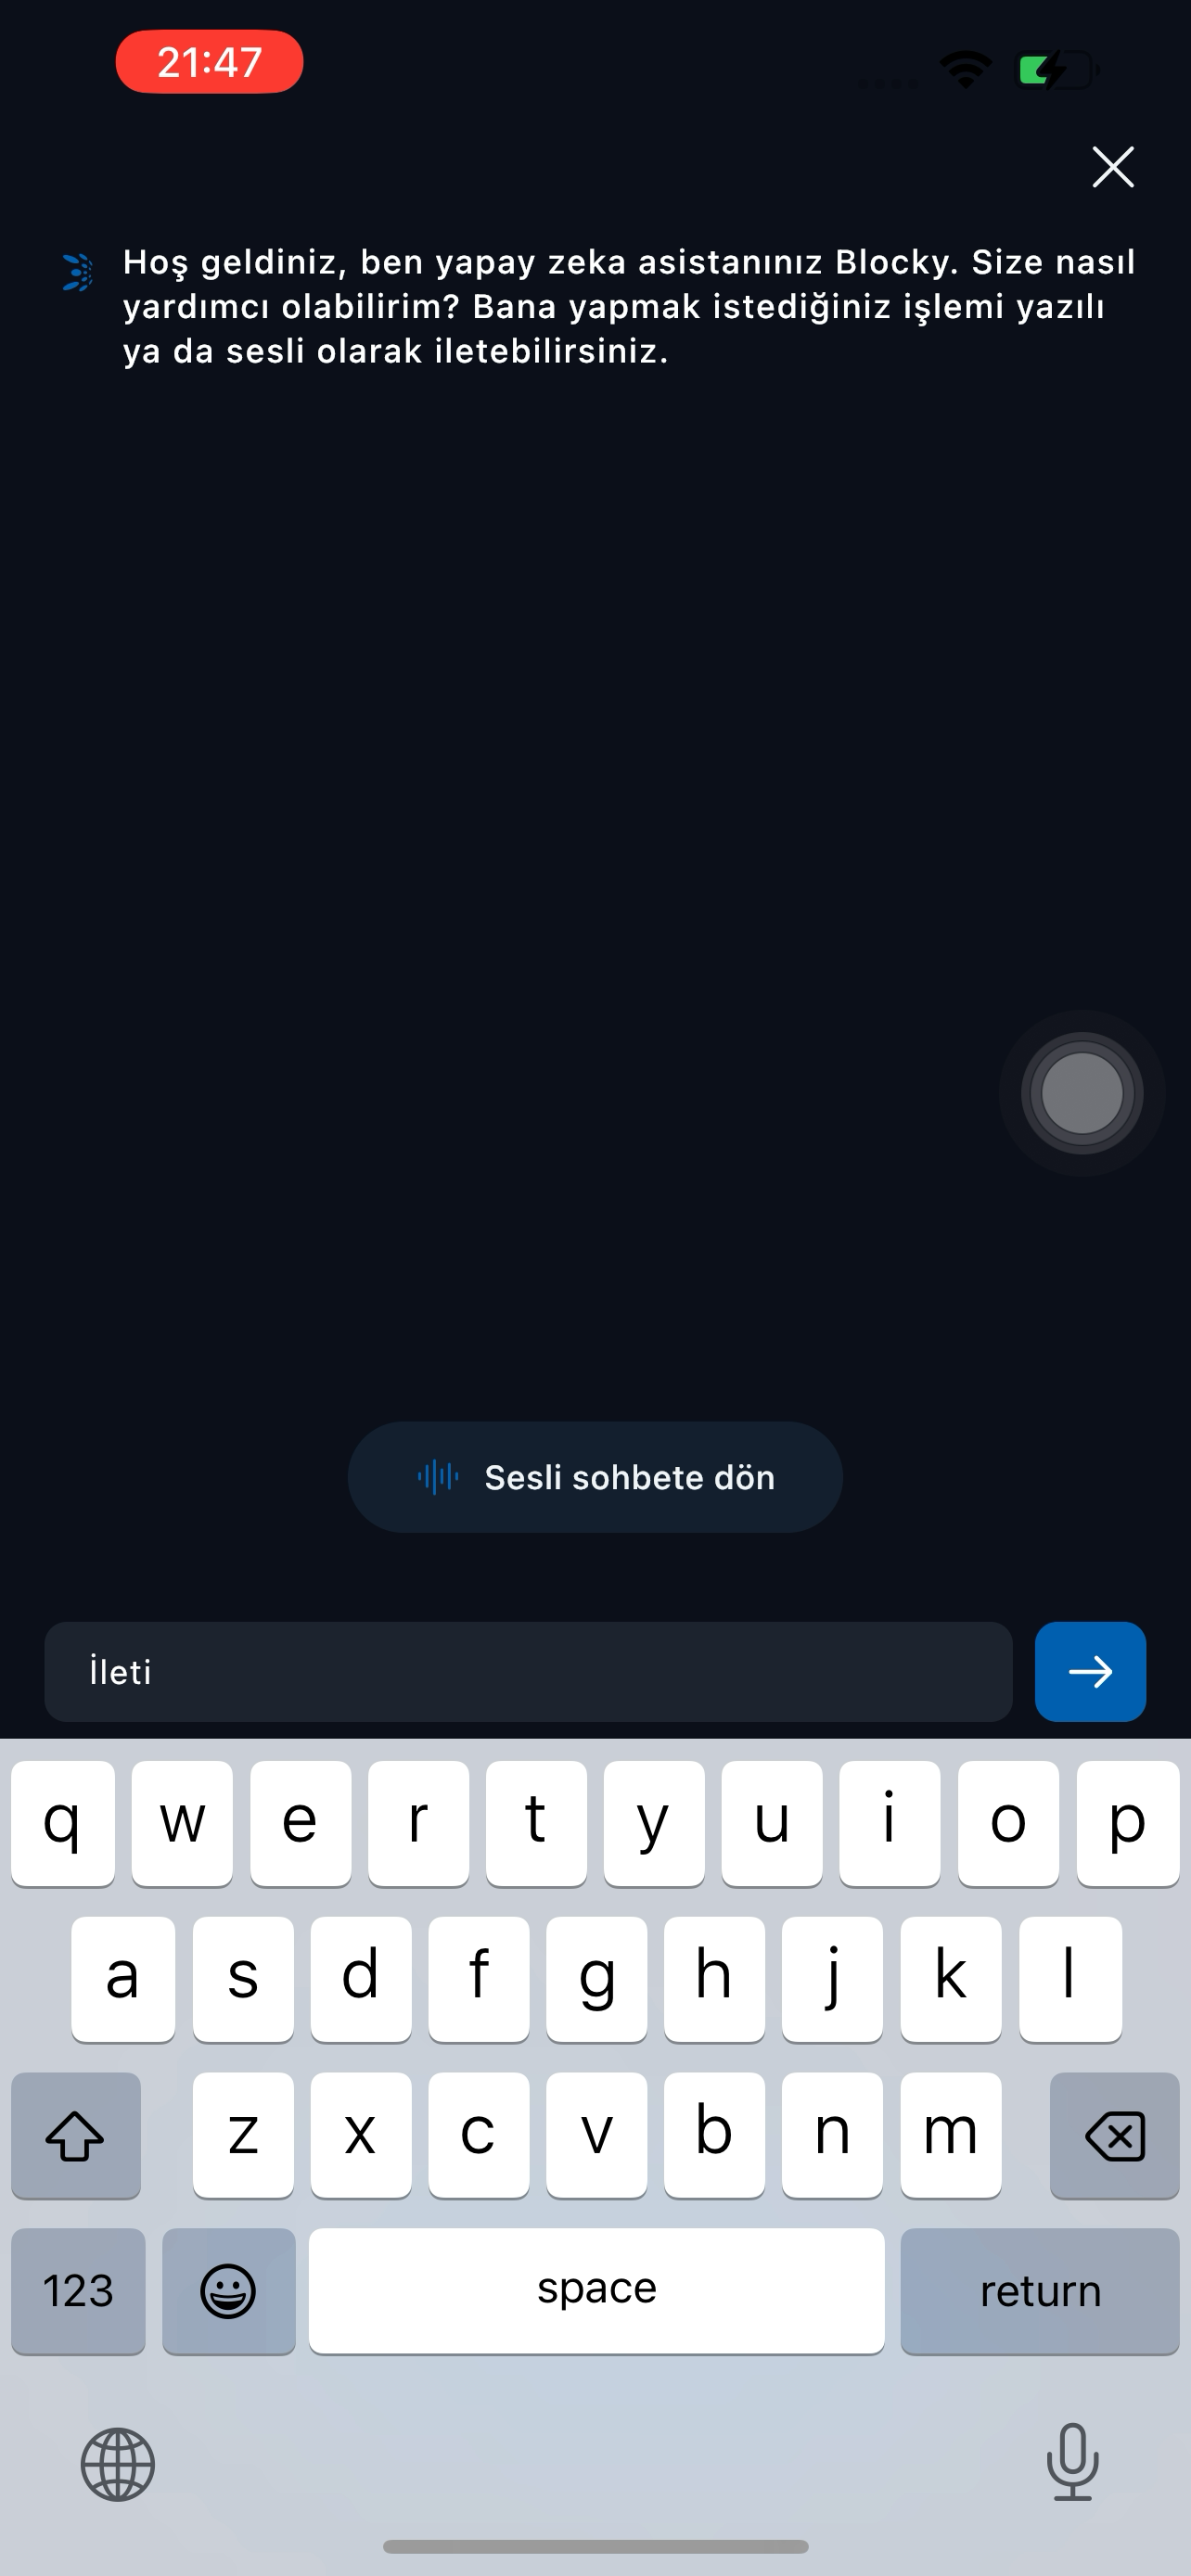 21:47
Hoş geldiniz, ben yapay zeka asistanınız Blocky. Size nasıl
yardımcı olabilirim? Bana yapmak istediğiniz işlemi yazılı
ya da sesli olarak iletebilirsiniz.
Sesli sohbete dön
İleti
q w e r t y u i o p
a s d f g h j k l
z x c v b n m
123 space return